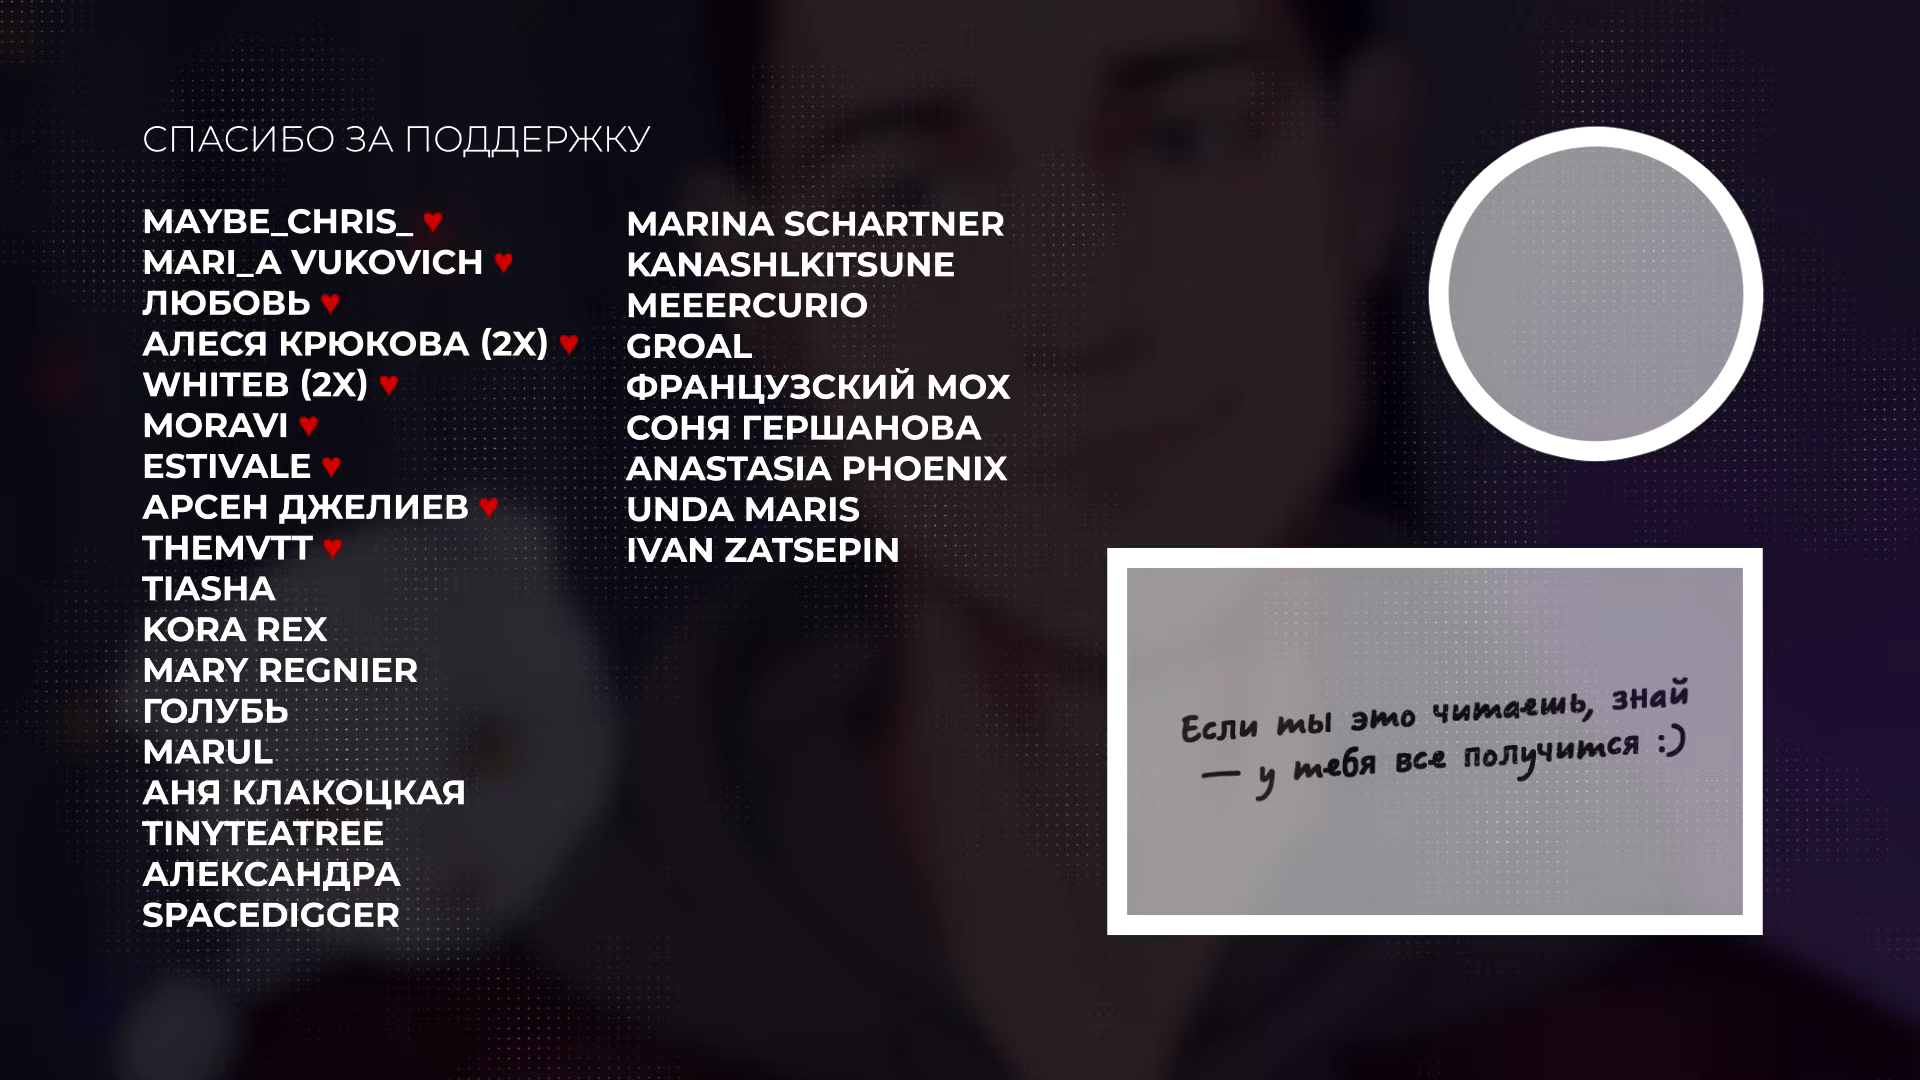 СПАСИБО ЗА ПОДДЕРЖКУ
MAYBE_CHRIS_ ♥
MARI_A VUKOVICH ♥
ЛЮБОВЬ ♥
АЛЕСЯ КРЮКОВА (2X) ♥
WHITEB (2X) ♥
MORAVI ♥
ESTIVALE ♥
АРСЕН ДЖЕЛИЕВ ♥
THEMVTT ♥
TIASHA
KORA REX
MARY REGNIER
ГОЛУБЬ
MARUL
АНЯ КЛАКОЦКАЯ
TINYTEATREE
АЛЕКСАНДРА
SPACEDIGGER
MARINA SCHARTNER
KANASHLKITSUNE
MEEERCURIO
GROAL
ФРАНЦУЗСКИЙ МОХ
СОНЯ ГЕРШАНОВА
ANASTASIA PHOENIX
UNDA MARIS
IVAN ZATSEPIN
Если ты это читаешь, знай
— у тебя все получится :)